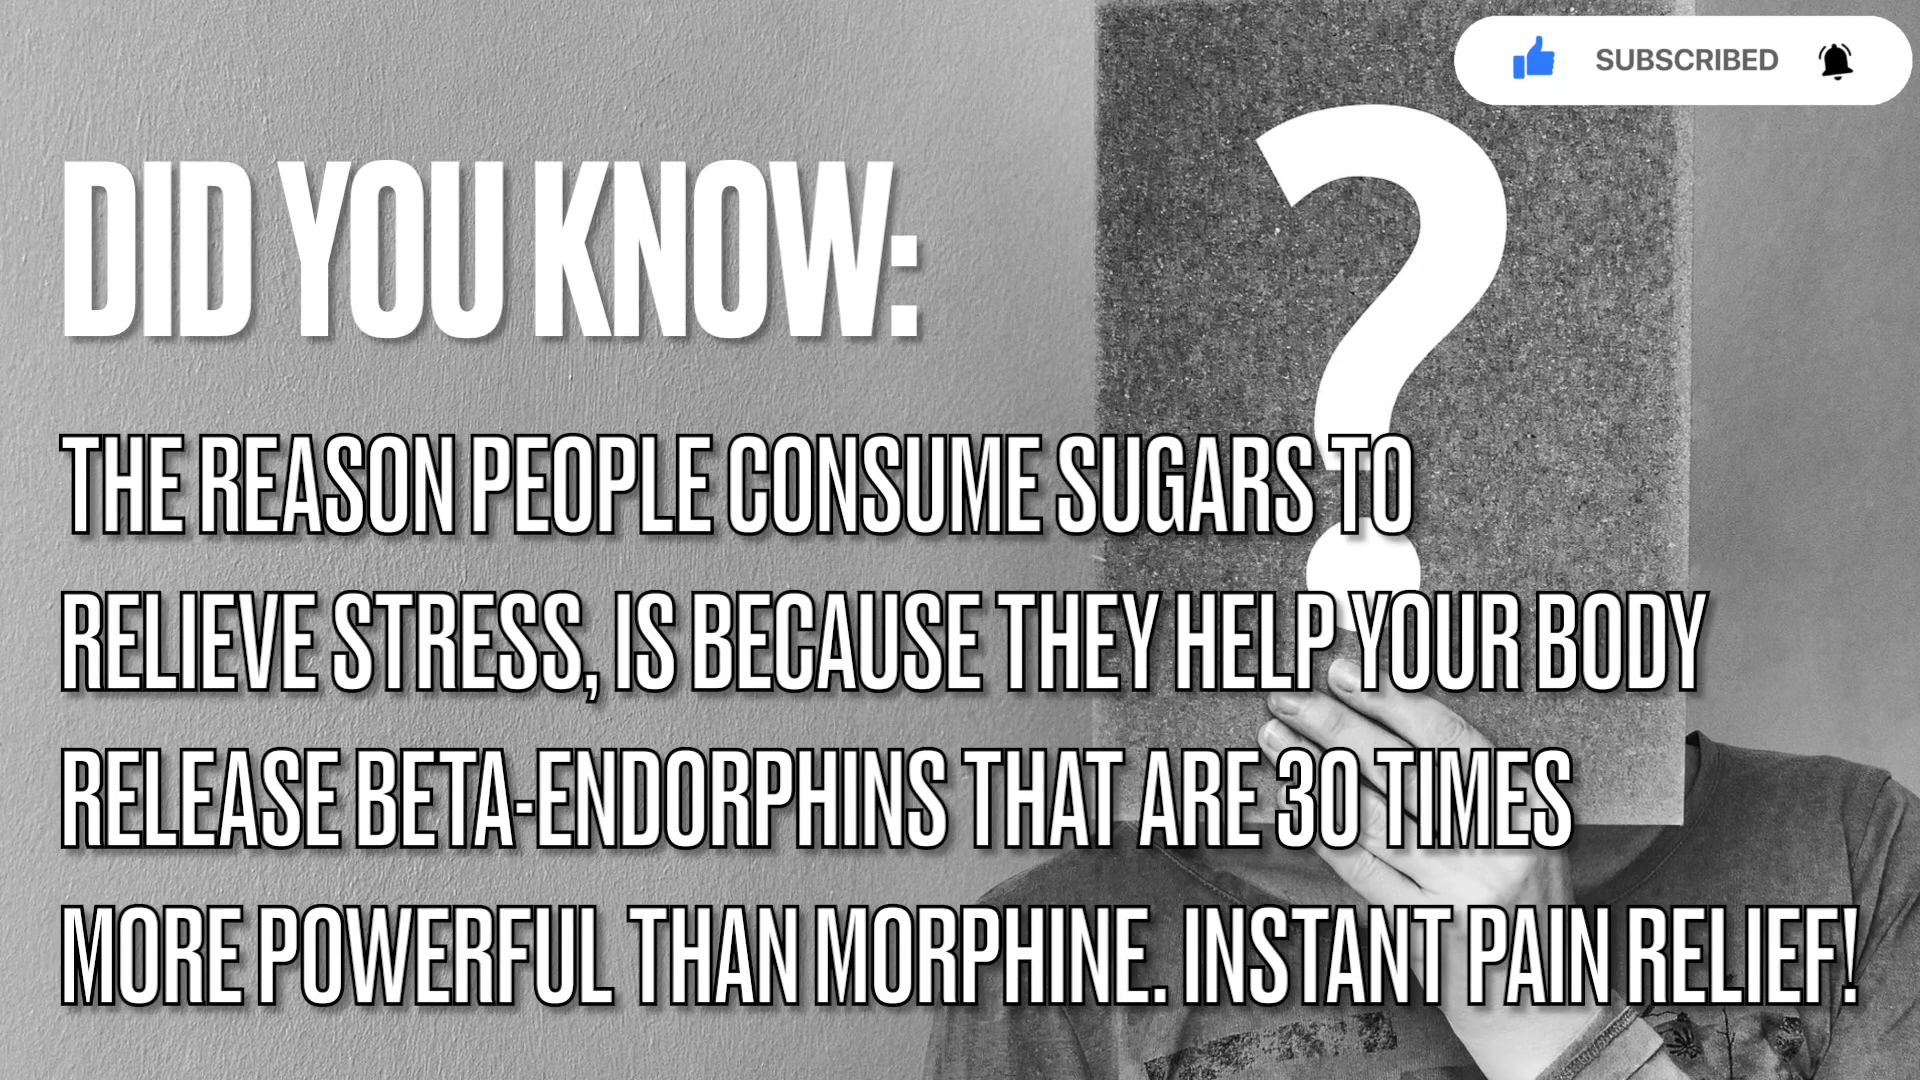 SUBSCRIBED
DID YOU KNOW:
THE REASON PEOPLE CONSUME SUGARS TO
RELIEVE STRESS, IS BECAUSE THEY HELP YOUR BODY
RELEASE BETA-ENDORPHINS THAT ARE 30 TIMES
MORE POWERFUL THAN MORPHINE. INSTANT PAIN RELIEF!
?